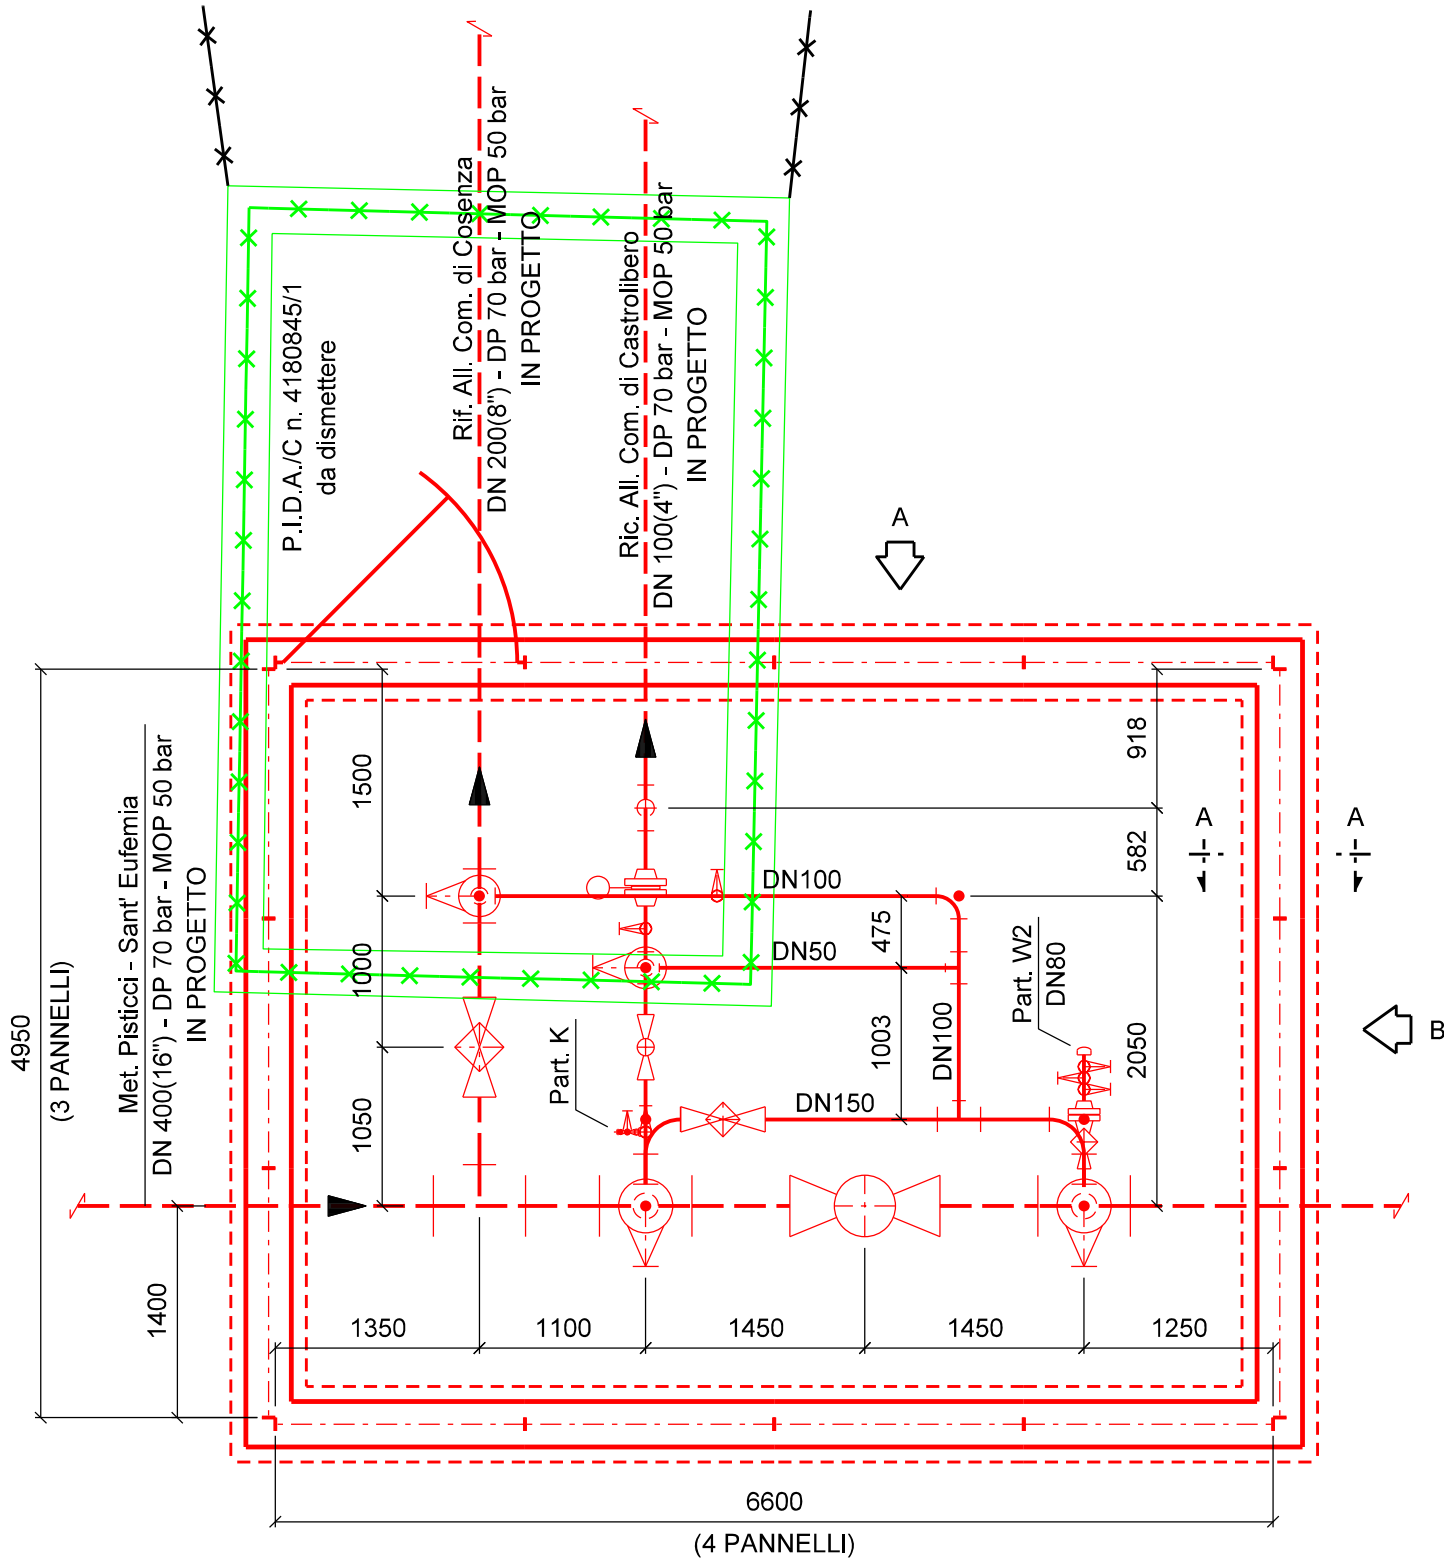 Rif. All. Com. di Cosenza
DN 200(8") - DP 70 bar - MOP 50 bar
IN PROGETTO
Ric. All. Com. di Castrolibero
DN 100(4") - DP 70 bar - MOP 50 bar
IN PROGETTO
P.I.D.A./C n. 4180845/1
da dismettere
A
Met. Pisticci - Sant' Eufemia
DN 400(16") - DP 70 bar - MOP 50 bar
IN PROGETTO
4950
(3 PANNELLI)
1400
1500
1000
1050
918
582
2050
A
A
DN100
475
DN50
1003
DN100
DN150
Part. W2
DN80
Part. K
B
1350
1100
1450
1450
1250
6600
(4 PANNELLI)